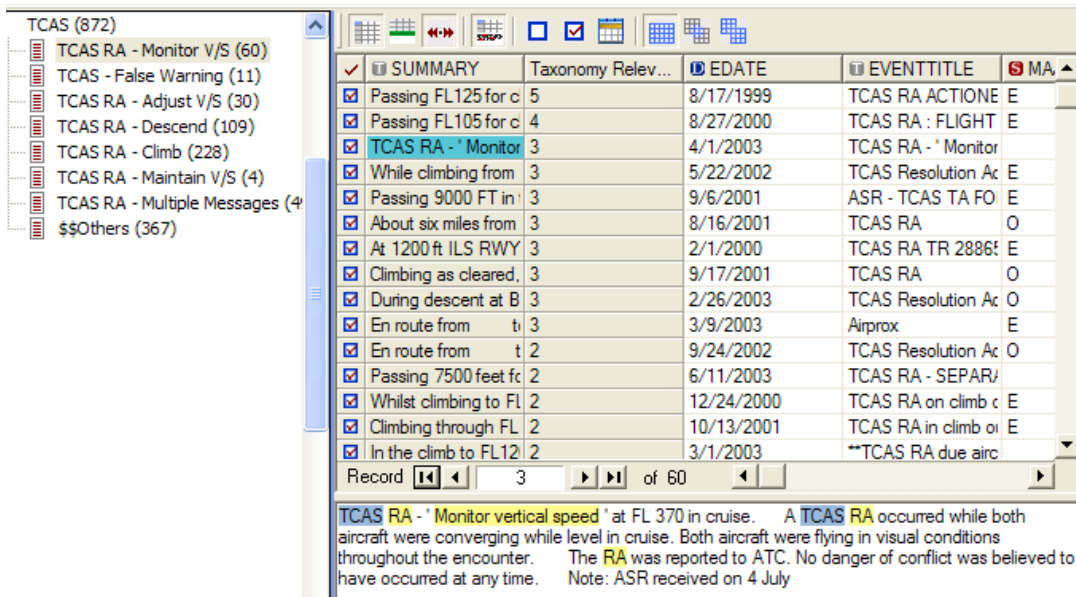 TCAS (872)
TCAS RA - Monitor V/S (60)
TCAS - False Warning (11)
TCAS RA - Adjust V/S (30)
TCAS RA - Descend (109)
TCAS RA - Climb (228)
TCAS RA - Maintain V/S (4)
TCAS RA - Multiple Messages (4
$$Others (367)
SUMMARY Taxonomy Relev... EDATE EVENTTITLE MA
Passing FL125 for c 5 8/17/1999 TCAS RA ACTIONE E
Passing FL105 for c 4 8/27/2000 TCAS RA : FLIGHT E
TCAS RA - ' Monitor 3 4/1/2003 TCAS RA - ' Monitor
While climbing from 3 5/22/2002 TCAS Resolution Ac E
Passing 9000 FT in 3 9/6/2001 ASR - TCAS TA FO E
About six miles from 3 8/16/2001 TCAS RA O
At 1200 ft ILS RWY 3 2/1/2000 TCAS RA TR 28865 E
Climbing as cleared, 3 9/17/2001 TCAS RA O
During descent at B 3 2/26/2003 TCAS Resolution Ac O
En route from t 3 3/9/2003 Airprox E
En route from t 2 9/24/2002 TCAS Resolution Ac O
Passing 7500 feet fo 2 6/11/2003 TCAS RA - SEPARA
Whilst climbing to FL 2 12/24/2000 TCAS RA on climb o E
Climbing through FL 2 10/13/2001 TCAS RA in climb ou E
In the climb to FL12 2 3/1/2003 **TCAS RA due airc
Record 3 of 60
TCAS RA - ' Monitor vertical speed ' at FL 370 in cruise. A TCAS RA occurred while both
aircraft were converging while level in cruise. Both aircraft were flying in visual conditions
throughout the encounter. The RA was reported to ATC. No danger of conflict was believed to
have occurred at any time. Note: ASR received on 4 July